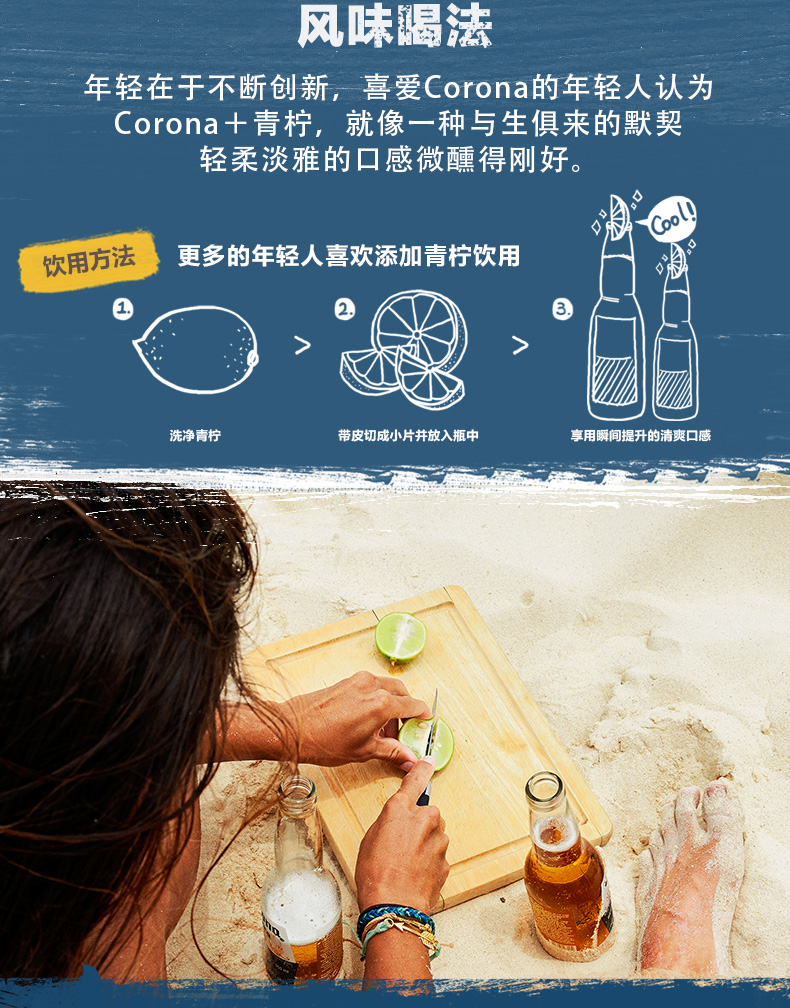 风味喝法
年轻在于不断创新，喜爱Corona的年轻人认为
Corona＋青柠，就像一种与生俱来的默契
轻柔淡雅的口感微醺得刚好。
饮用方法
更多的年轻人喜欢添加青柠饮用
Cool!
1.
2.
3.
>
>
洗净青柠
带皮切成小片并放入瓶中
享用瞬间提升的清爽口感